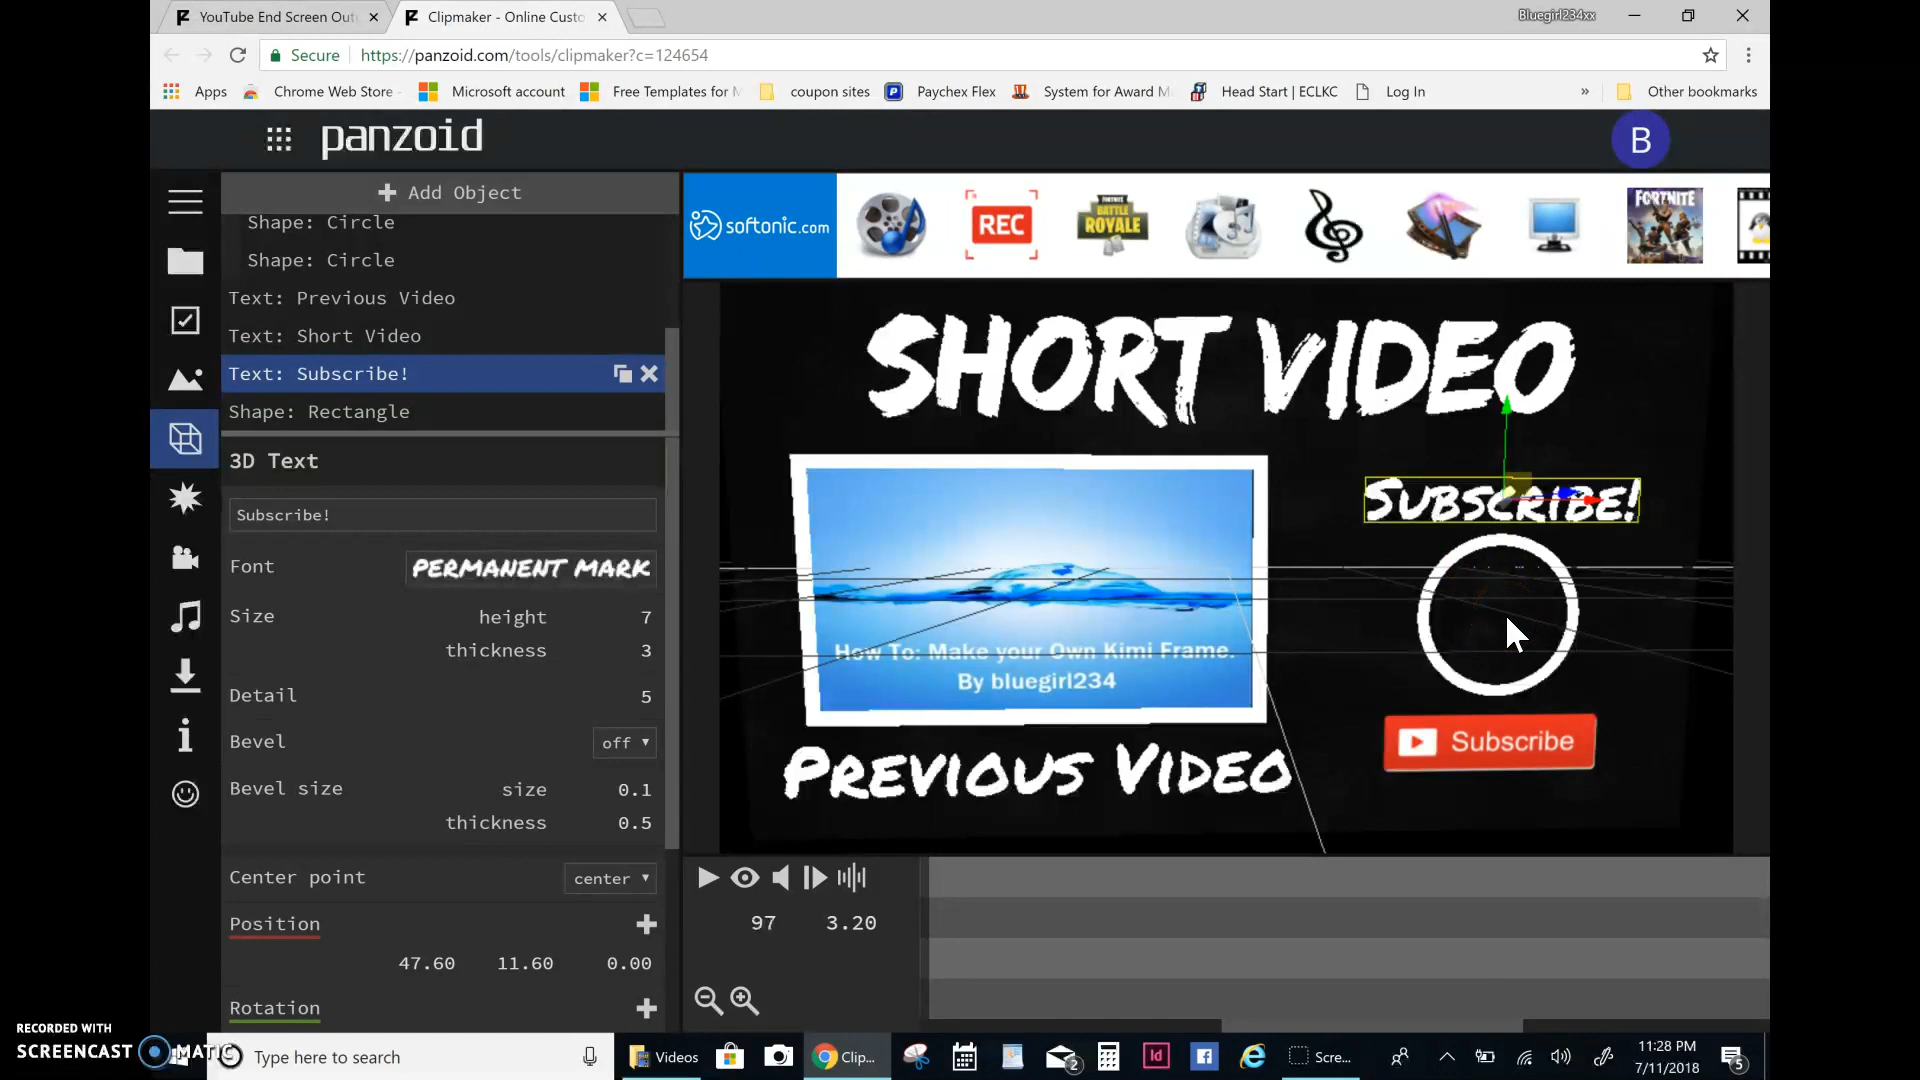 YouTube End Screen Out
Clipmaker - Online Custo
Bluegirl234xx
Secure
https://panzoid.com/tools/clipmaker?c=124654
Apps
Chrome Web Store
Microsoft account
Free Templates for M
coupon sites
Paychex Flex
System for Award M
Head Start | ECLKC
Log In
»
Other bookmarks
panzoid
B
Add Object
Shape: Circle
Shape: Circle
Text: Previous Video
Text: Short Video
Text: Subscribe!
Shape: Rectangle
3D Text
Subscribe!
Font
PERMANENT MARK
Size
height
7
thickness
3
Detail
5
Bevel
off
Bevel size
size
0.1
thickness
0.5
Center point
center
Position
47.60
11.60
0.00
Rotation
softonic.com
REC
FORTNITE
BATTLE
ROYALE
FORTNITE
SHORT VIDEO
Subscribe!
How To: Make your Own Kimi Frame.
By bluegirl234
Subscribe
Previous Video
97
3.20
RECORDED WITH
SCREENCAST
MATIC
Type here to search
Videos
Clip...
2
Id
Scre...
11:28 PM
7/11/2018
5